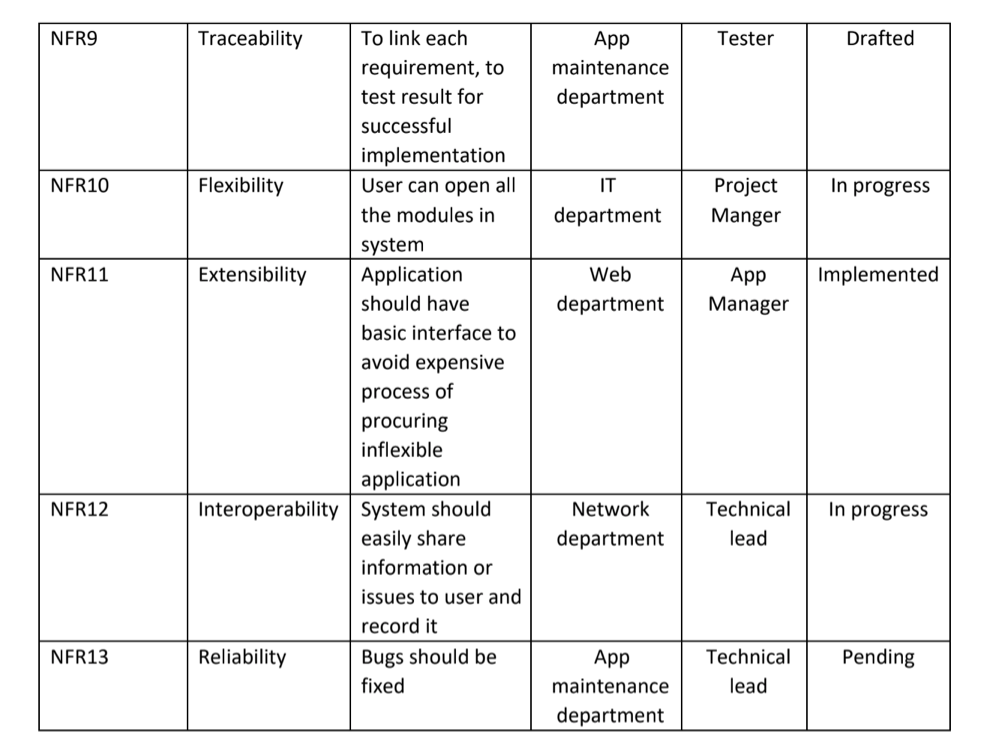 NFR9
Traceability
To link each
requirement, to
test result for
successful
implementation
App
maintenance
department
Tester
Drafted
NFR10
Flexibility
User can open all
the modules in
system
IT
department
Project
Manger
In progress
NFR11
Extensibility
Application
should have
basic interface to
avoid expensive
process of
procuring
inflexible
application
Web
department
App
Manager
Implemented
NFR12
Interoperability
System should
easily share
information or
issues to user and
record it
Network
department
Technical
lead
In progress
NFR13
Reliability
Bugs should be
fixed
App
maintenance
department
Technical
lead
Pending